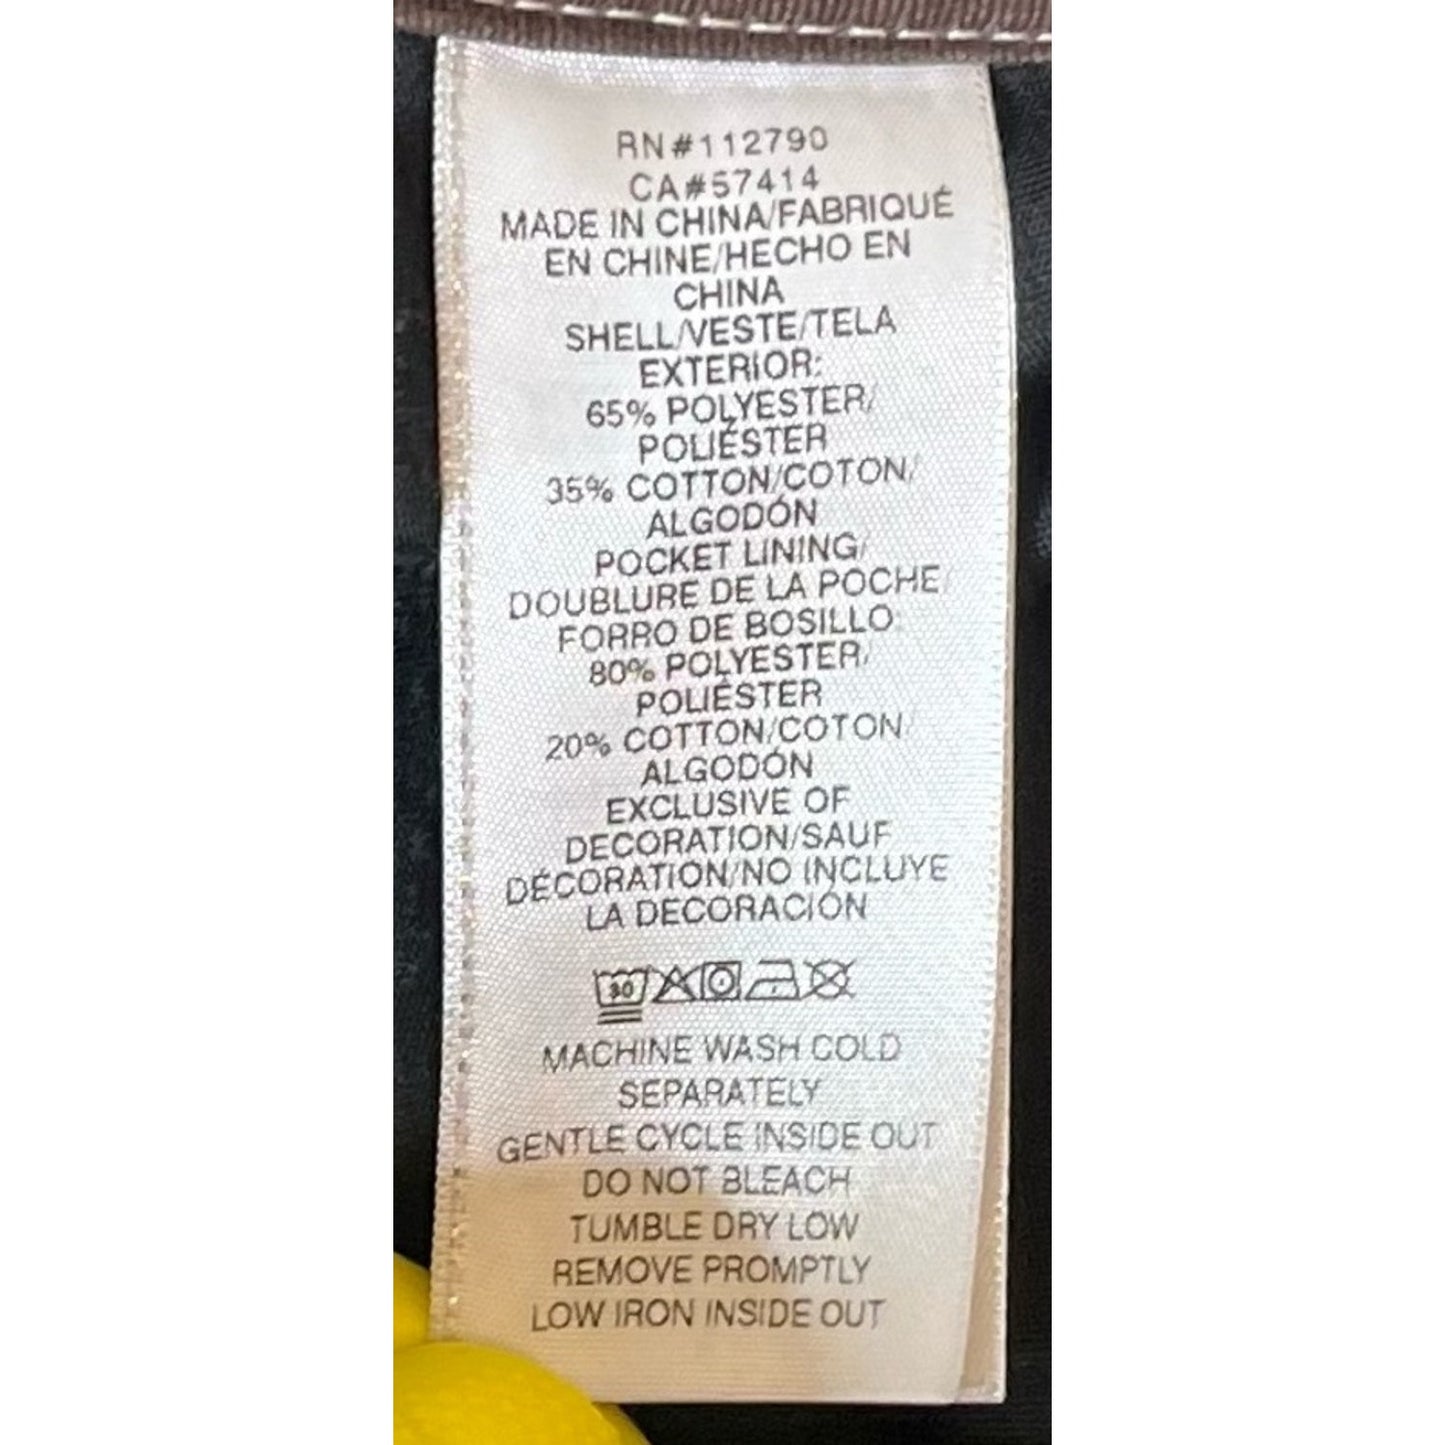 RN#112790
CA#57414
MADE IN CHINA/FABRIQUÉ
EN CHINE/HECHO EN
CHINA
SHELL/VESTE/TELA
EXTERIOR:
65% POLYESTER/
POLIÉSTER
35% COTTON/COTON/
ALGODÓN
POCKET LINING/
DOUBLURE DE LA POCHE/
FORRO DE BOSILLO:
80% POLYESTER/
POLIÉSTER
20% COTTON/COTON/
ALGODÓN
EXCLUSIVE OF
DECORATION/SAUF
DÉCORATION/NO INCLUYE
LA DECORACIÓN
30
MACHINE WASH COLD
SEPARATELY
GENTLE CYCLE INSIDE OUT
DO NOT BLEACH
TUMBLE DRY LOW
REMOVE PROMPTLY
LOW IRON INSIDE OUT